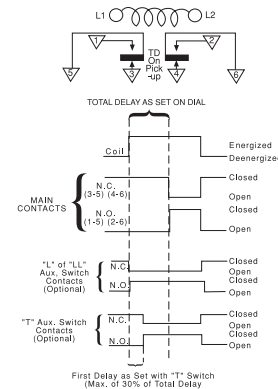 L1 L2
1 2
TD
On
Pick
-up
5 3 4 6
TOTAL DELAY AS SET ON DIAL
Coil
Energized
Deenergized
MAIN
CONTACTS
N.C.
(3-5) (4-6)
Closed
Open
N.O.
(1-5) (2-6)
Closed
Open
"L" of "LL"
Aux. Switch
Contacts
(Optional)
N.C.
Closed
Open
N.O.
Closed
Open
"T" Aux. Switch
Contacts
(Optional)
N.C.
Closed
Open
N.O.
Closed
Open
First Delay as Set with "T" Switch
(Max. of 30% of Total Delay